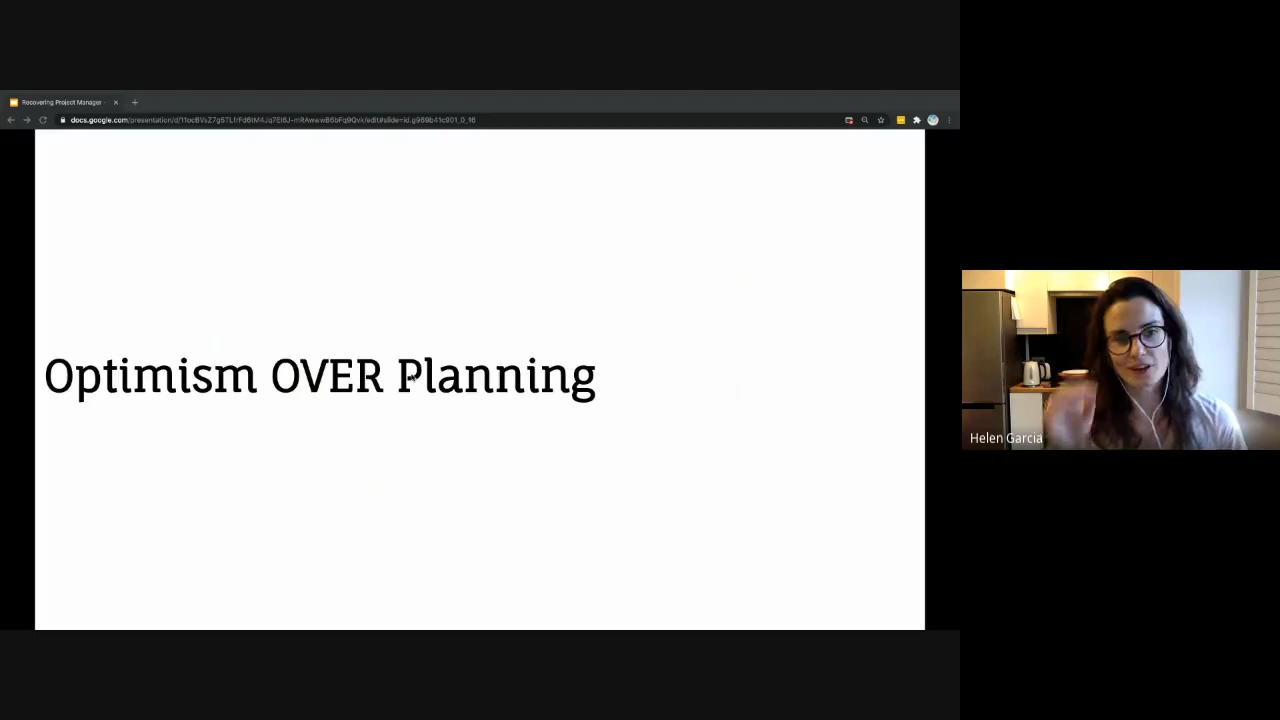 Recovering Project Manager -
Optimism OVER Planning
Helen Garcia